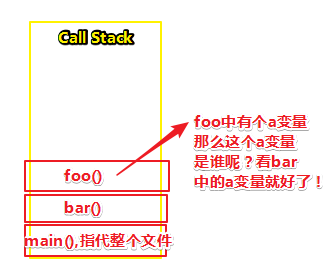 Call Stack
foo()
bar()
main(),指代整个文件
foo中有个a变量
那么这个a变量
是谁呢？看bar
中的a变量就好了！